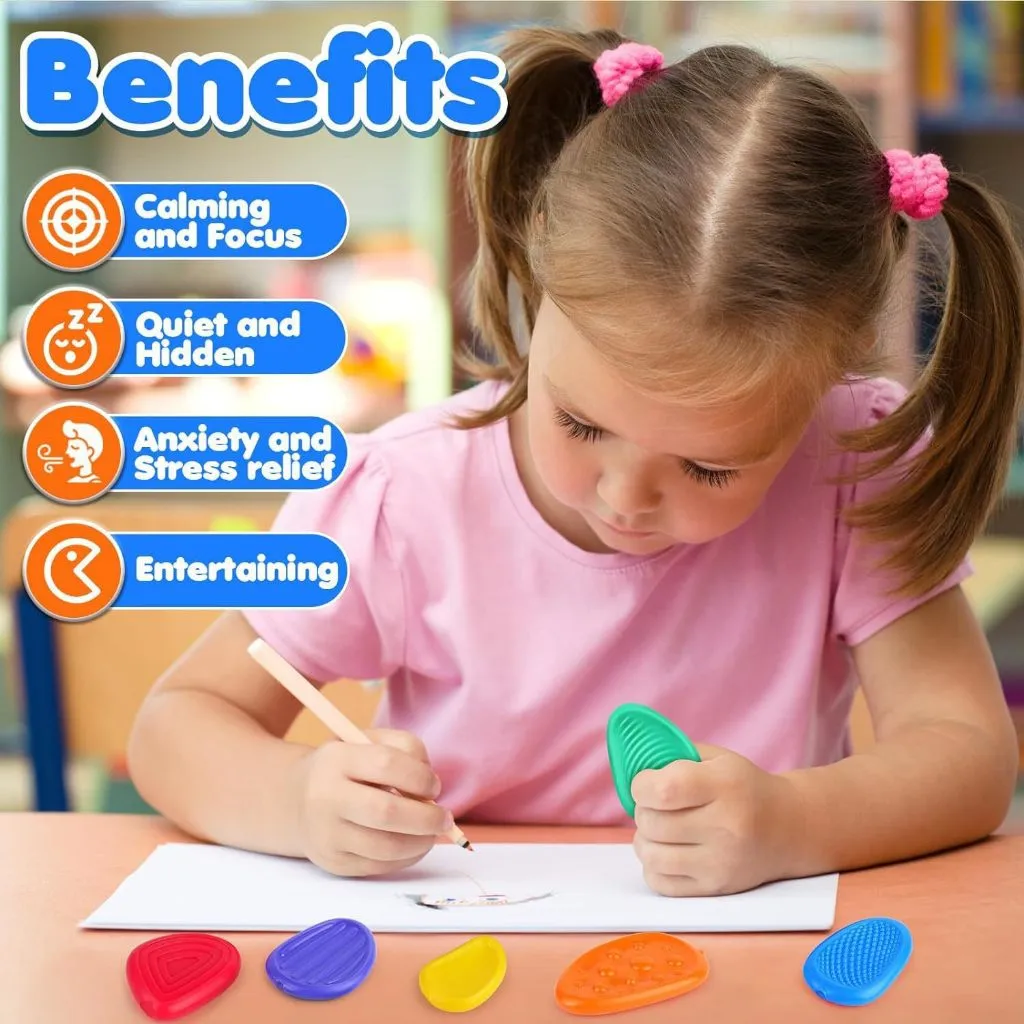 Benefits
Calming
and Focus
Quiet and
Hidden
Anxiety and
Stress relief
Entertaining